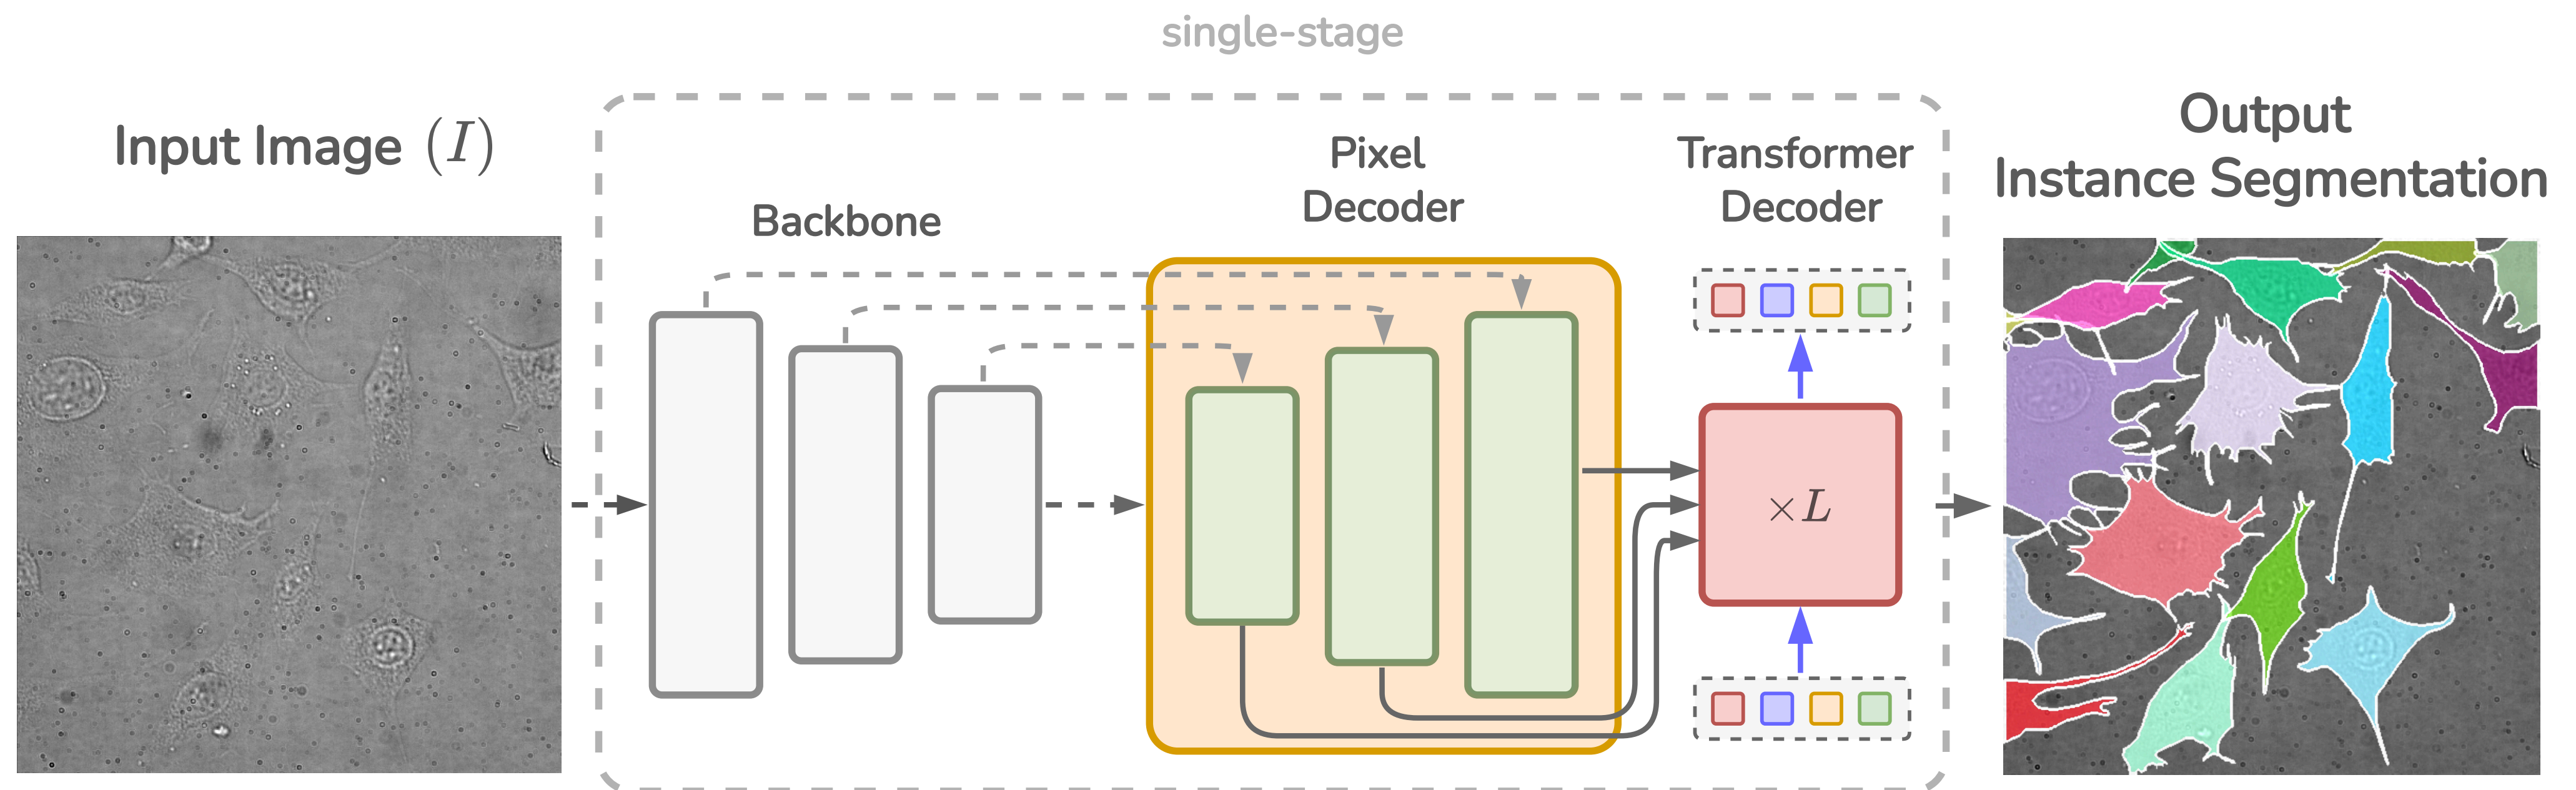 single-stage
Input Image (I)
Backbone
Pixel
Decoder
Transformer
Decoder
×L
Output
Instance Segmentation